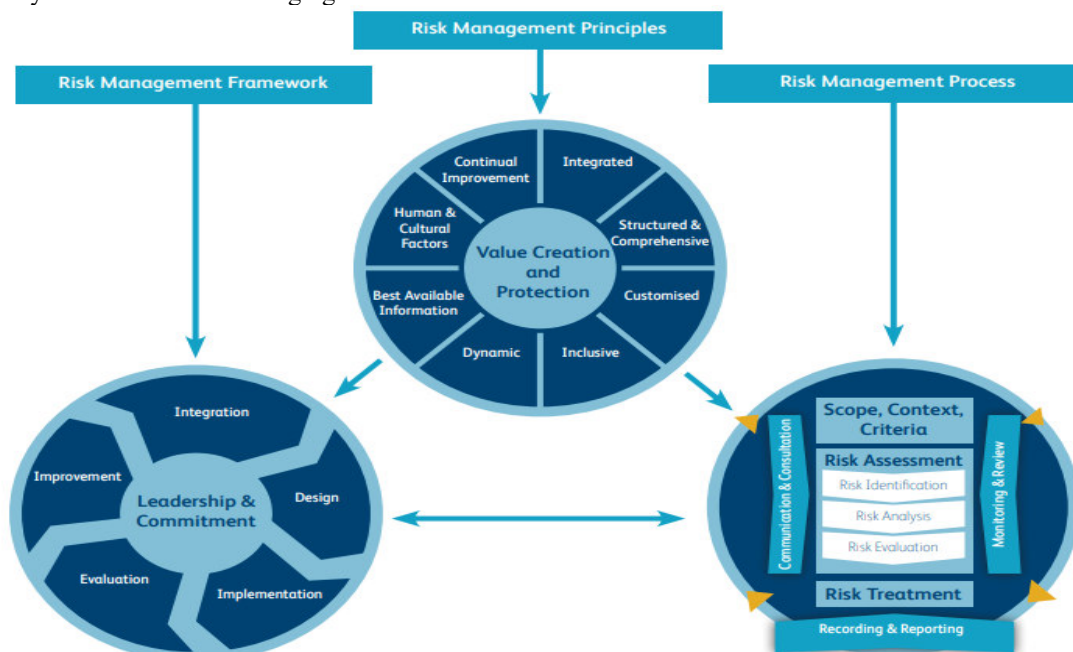 Risk Management Principles
Risk Management Framework
Risk Management Process
Continual
Improvement
Integrated
Human &
Cultural
Factors
Structured &
Comprehensive
Value Creation
and
Protection
Best Available
Information
Customised
Dynamic
Inclusive
Integration
Improvement
Design
Leadership &
Commitment
Evaluation
Implementation
Scope, Context,
Criteria
Communication & Consultation
Risk Assessment
Risk Identification
Risk Analysis
Risk Evaluation
Monitoring & Review
Risk Treatment
Recording & Reporting